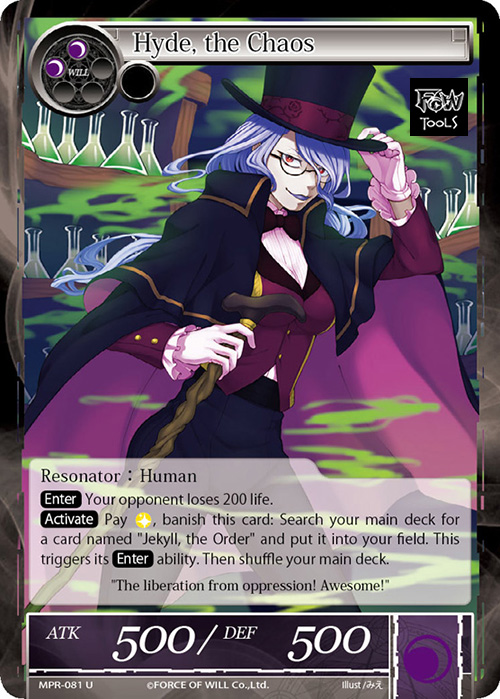 Hyde, the Chaos
WILL
FOW
TOOLS
Resonator : Human
Enter Your opponent loses 200 life.
Activate Pay , banish this card: Search your main deck for
a card named "Jekyll, the Order" and put it into your field. This
triggers its Enter ability. Then shuffle your main deck.
"The liberation from oppression! Awesome!"
ATK 500 / DEF 500
MPR-081 U ©FORCE OF WILL Co.,Ltd. Illust / みえ